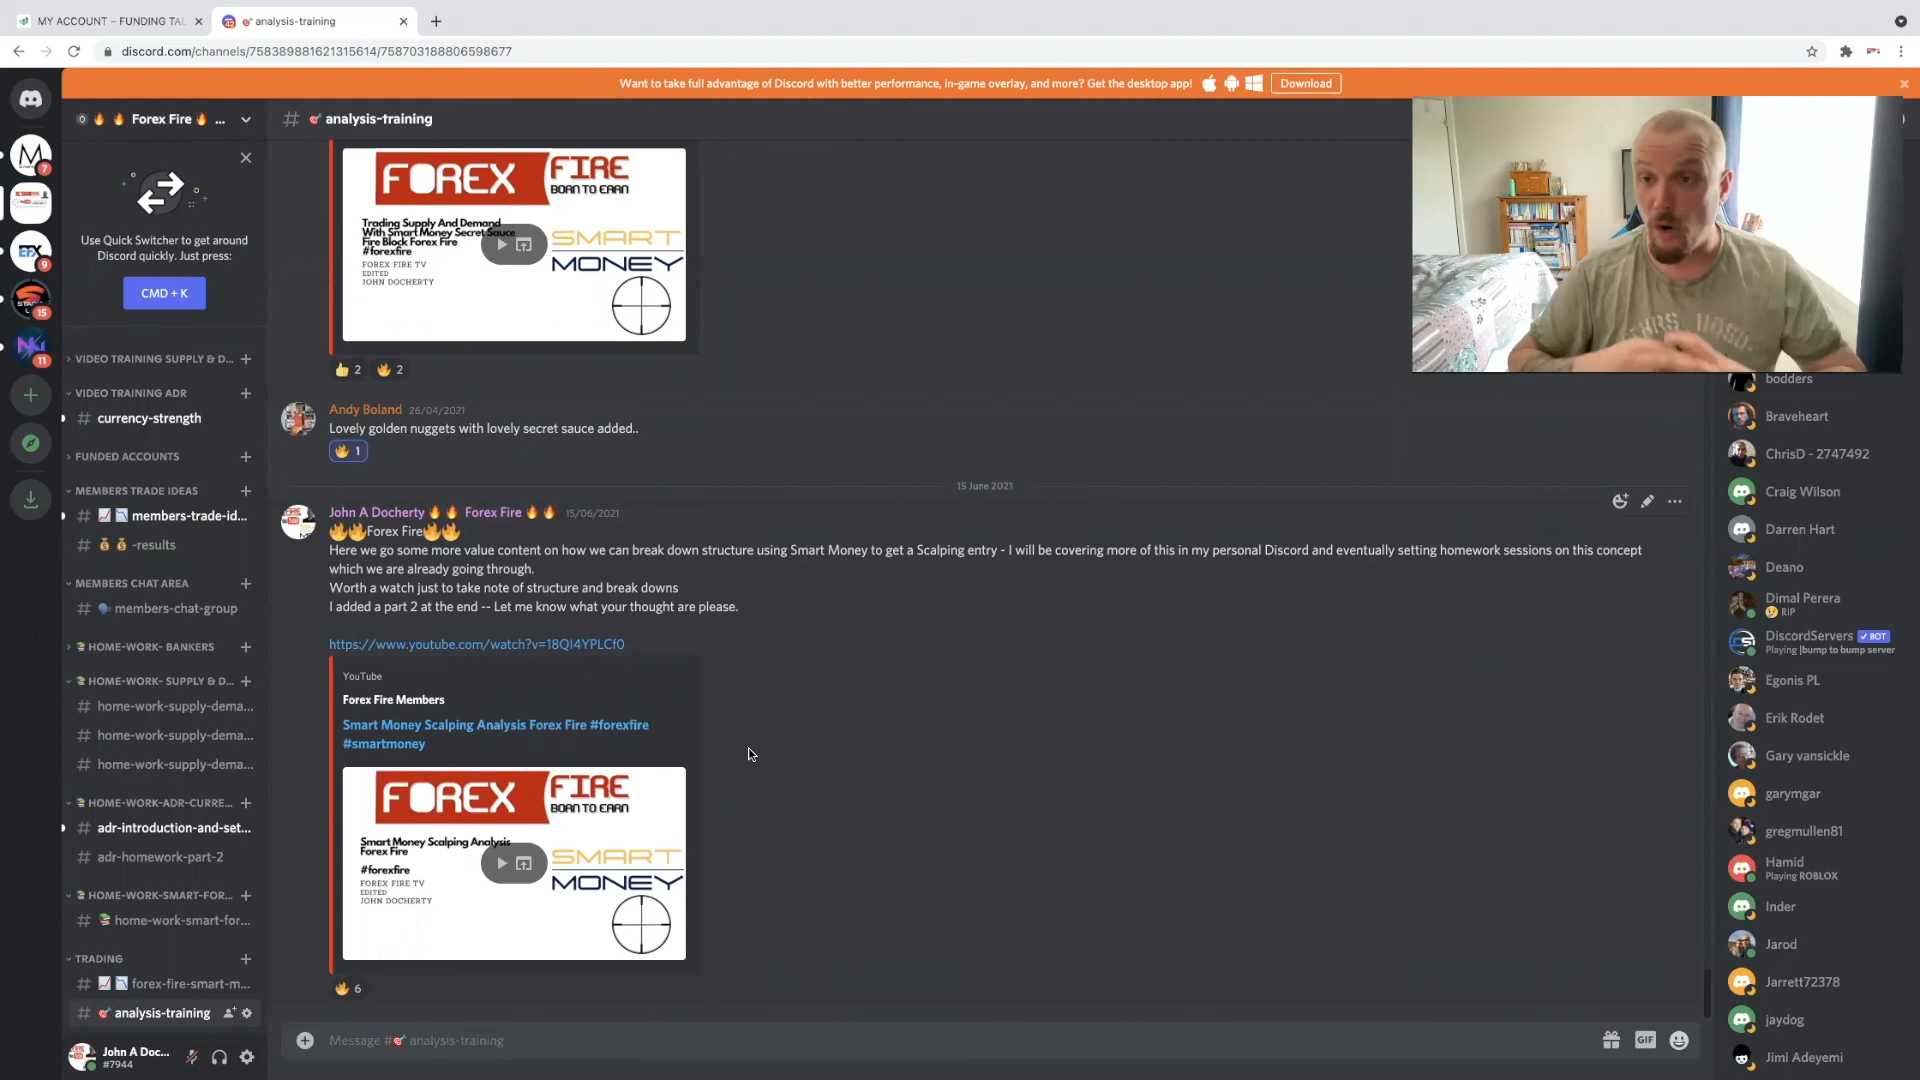 MY ACCOUNT – FUNDING TAL
analysis-training
discord.com/channels/758389881621315614/758703188806598677
Want to take full advantage of Discord with better performance, in-game overlay, and more? Get the desktop app!
Download
Forex Fire 🔥 ...
# 🎯 analysis-training
Use Quick Switcher to get around
Discord quickly. Just press:
CMD + K
VIDEO TRAINING SUPPLY & D...
VIDEO TRAINING ADR
# currency-strength
FUNDED ACCOUNTS
MEMBERS TRADE IDEAS
# 📈 📉 members-trade-id...
# 💰 💰 -results
MEMBERS CHAT AREA
# 🗣 members-chat-group
📚 HOME-WORK- BANKERS
📚 HOME-WORK- SUPPLY & D...
# home-work-supply-dema...
# home-work-supply-dema...
# home-work-supply-dema...
📚 HOME-WORK-ADR-CURRE...
adr-introduction-and-set...
# adr-homework-part-2
📚 HOME-WORK-SMART-FOR...
# 📚 home-work-smart-for...
TRADING
# 📈 📉 forex-fire-smart-m...
# 🎯 analysis-training
John A Doc...
#7944
7
9
15
11
FOREX FIRE
BORN TO EARN
Trading Supply And Demand
With Smart Money Secret Sauce
Fire Block Forex Fire
#forexfire
FOREX FIRE TV
EDITED
JOHN DOCHERTY
SMART
MONEY
👍 2 🔥 2
Andy Boland 26/04/2021
Lovely golden nuggets with lovely secret sauce added..
🔥 1
15 June 2021
John A Docherty 🔥 🔥 Forex Fire 🔥 🔥 15/06/2021
🔥🔥Forex Fire🔥🔥
Here we go some more value content on how we can break down structure using Smart Money to get a Scalping entry - I will be covering more of this in my personal Discord and eventually setting homework sessions on this concept
which we are already going through.
Worth a watch just to take note of structure and break downs
I added a part 2 at the end -- Let me know what your thought are please.
https://www.youtube.com/watch?v=18QI4YPLCf0
YouTube
Forex Fire Members
Smart Money Scalping Analysis Forex Fire #forexfire
#smartmoney
FOREX FIRE
BORN TO EARN
Smart Money Scalping Analysis
Forex Fire
#forexfire
FOREX FIRE TV
EDITED
JOHN DOCHERTY
SMART
MONEY
🔥 6
Message #🎯 analysis-training
GIF
bodders
Braveheart
ChrisD - 2747492
Craig Wilson
Darren Hart
Deano
Dimal Perera
😢 RIP
DiscordServers ✓ BOT
Playing |bump to bump server
Egonis PL
Erik Rodet
Gary vansickle
garymgar
gregmullen81
Hamid
Playing ROBLOX
Inder
Jarod
Jarrett72378
jaydog
Jimi Adeyemi